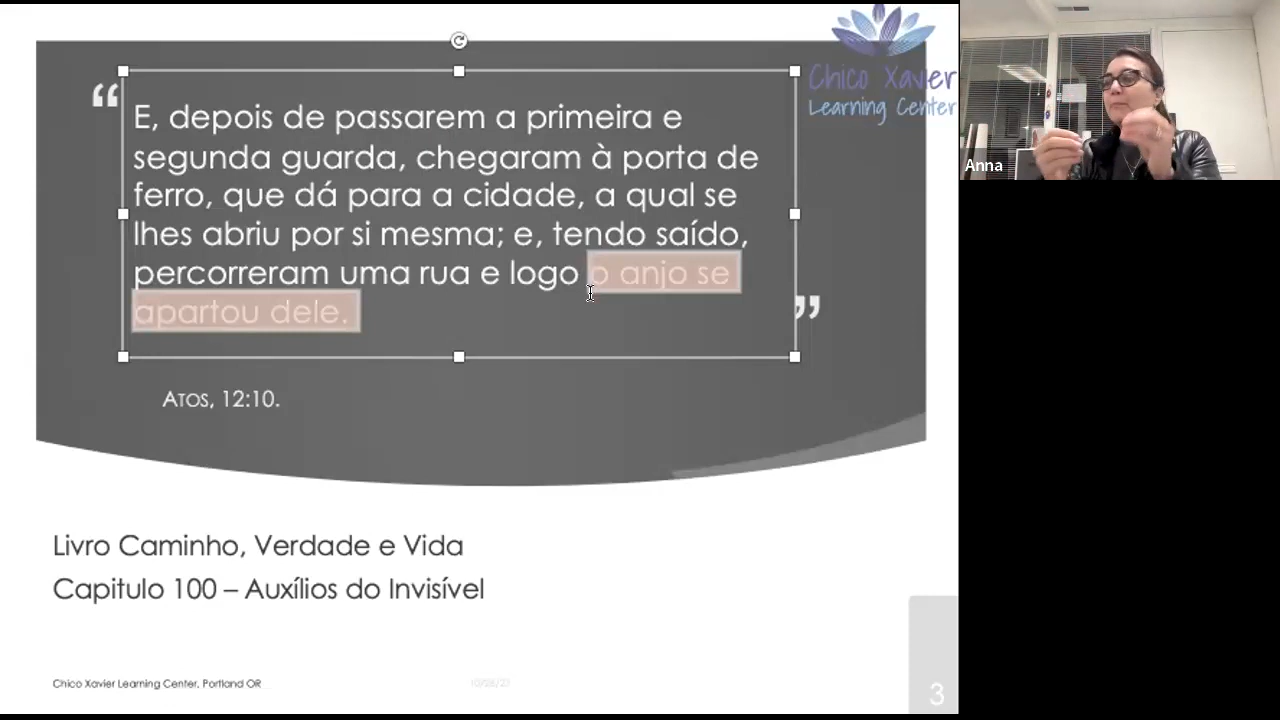 Chico Xavier
Learning Center
“
E, depois de passarem a primeira e
segunda guarda, chegaram à porta de
ferro, que dá para a cidade, a qual se
lhes abriu por si mesma; e, tendo saído,
percorreram uma rua e logo o anjo se
apartou dele.
”
Atos, 12:10.
Livro Caminho, Verdade e Vida
Capitulo 100 – Auxílios do Invisível
Chico Xavier Learning Center, Portland OR
3
Anna